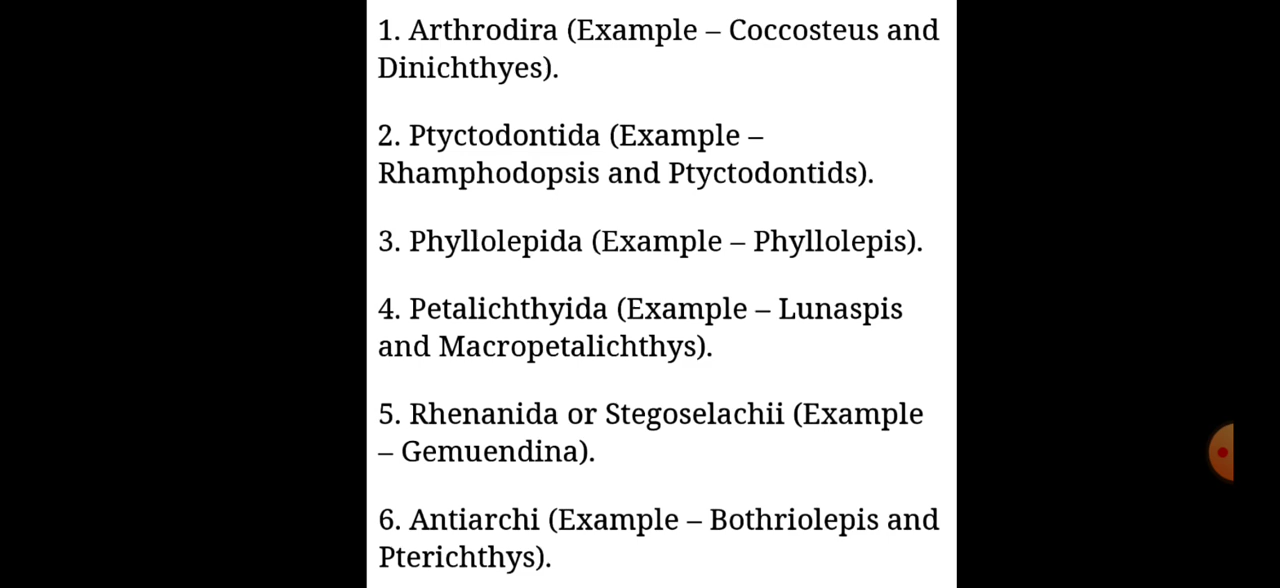 1. Arthrodira (Example – Coccosteus and
Dinichthyes).
2. Ptyctodontida (Example –
Rhamphodopsis and Ptyctodontids).
3. Phyllolepida (Example – Phyllolepis).
4. Petalichthyida (Example – Lunaspis
and Macropetalichthys).
5. Rhenanida or Stegoselachii (Example
– Gemuendina).
6. Antiarchi (Example – Bothriolepis and
Pterichthys).